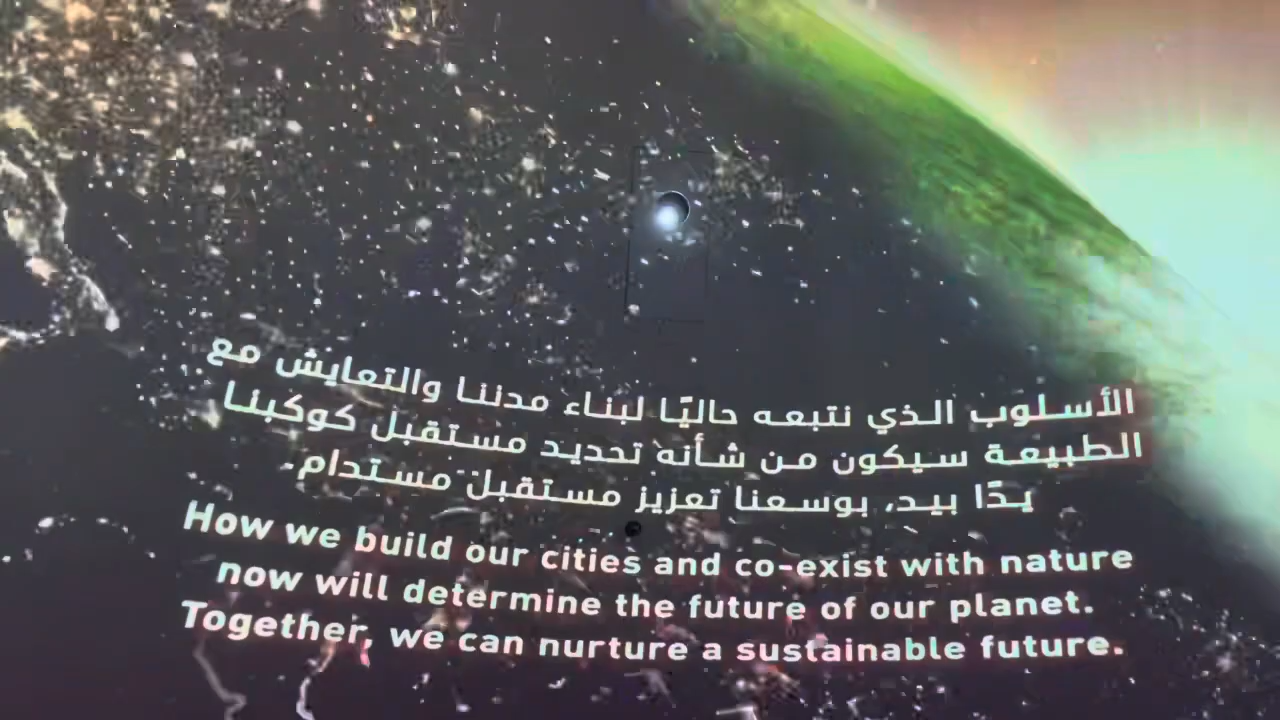 الأسلوب الذي نتبعه حاليًا لبناء مدننا والتعايش مع
الطبيعة سيكون من شأنه تحديد مستقبل كوكبنا
يدًا بيد، بوسعنا تعزيز مستقبل مستدام.
How we build our cities and co-exist with nature
now will determine the future of our planet.
Together, we can nurture a sustainable future.